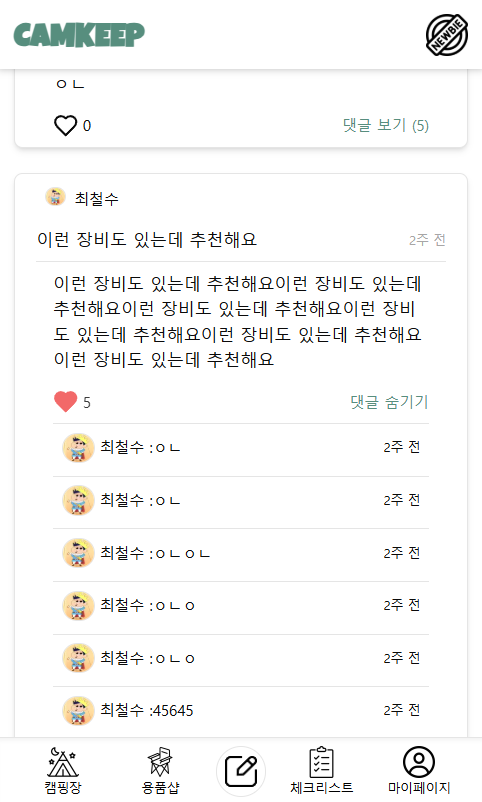 CAMKEEP
NEWBIE
ㅇㄴ
0
댓글 보기 (5)
최철수
이런 장비도 있는데 추천해요
2주 전
이런 장비도 있는데 추천해요이런 장비도 있는데
추천해요이런 장비도 있는데 추천해요이런 장비
도 있는데 추천해요이런 장비도 있는데 추천해요
이런 장비도 있는데 추천해요
5
댓글 숨기기
최철수 :ㅇㄴ
2주 전
최철수 :ㅇㄴ
2주 전
최철수 :ㅇㄴㅇㄴ
2주 전
최철수 :ㅇㄴㅇ
2주 전
최철수 :ㅇㄴㅇ
2주 전
최철수 :45645
2주 전
캠핑장
용품샵
체크리스트
마이페이지